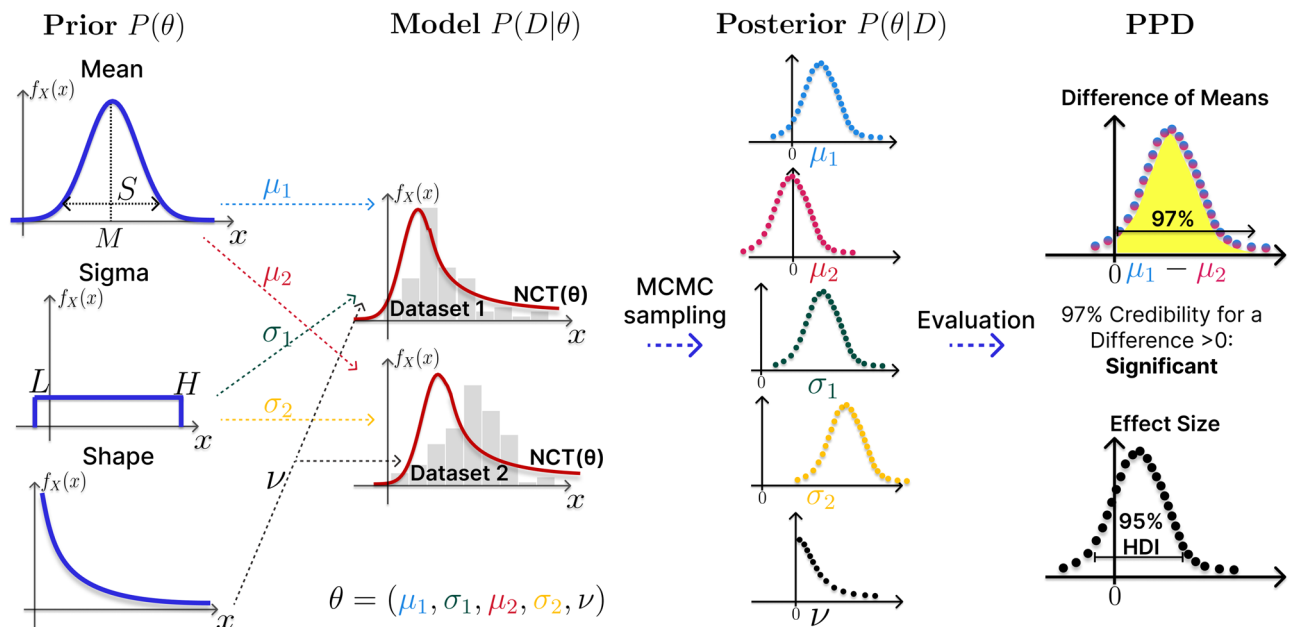 Prior P(θ)
Mean
f_X(x)
S
M
x
Sigma
f_X(x)
L
H
x
Shape
f_X(x)
x
μ₁
μ₂
σ₁
σ₂
ν
Model P(D|θ)
f_X(x)
NCT(θ)
Dataset 1
x
f_X(x)
NCT(θ)
Dataset 2
x
θ = (μ₁, σ₁, μ₂, σ₂, ν)
MCMC
sampling
Posterior P(θ|D)
0
μ₁
0
μ₂
0
σ₁
0
σ₂
0
ν
Evaluation
PPD
Difference of Means
97%
0
μ₁ − μ₂
97% Credibility for a
Difference >0:
Significant
Effect Size
95%
HDI
0